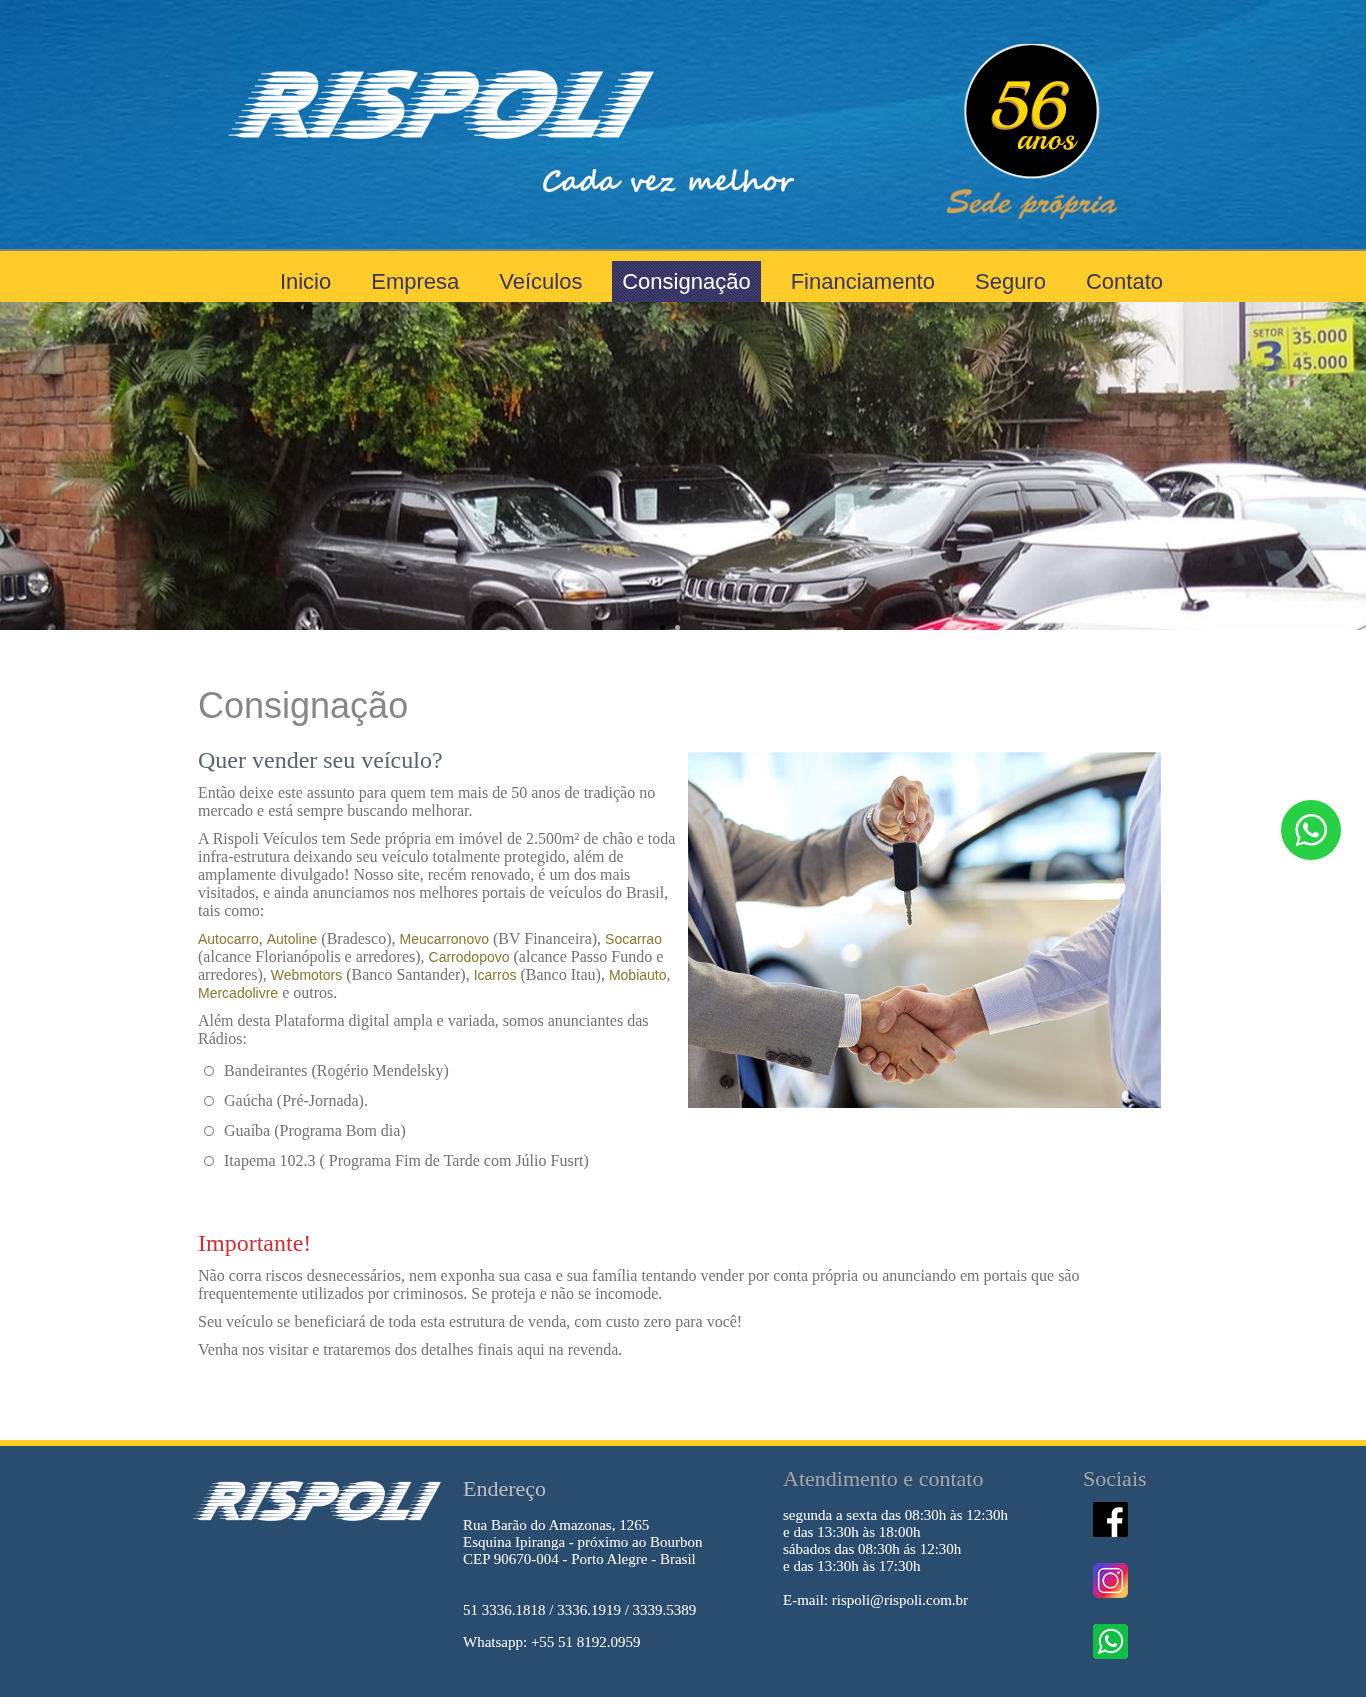 RISPOLI
Cada vez melhor
56
anos
Sede própria
Inicio Empresa Veículos Consignação Financiamento Seguro Contato
SETOR
3
35.000
45.000
Consignação
Quer vender seu veículo?
Então deixe este assunto para quem tem mais de 50 anos de tradição no
mercado e está sempre buscando melhorar.
A Rispoli Veículos tem Sede própria em imóvel de 2.500m² de chão e toda
infra-estrutura deixando seu veículo totalmente protegido, além de
amplamente divulgado! Nosso site, recém renovado, é um dos mais
visitados, e ainda anunciamos nos melhores portais de veículos do Brasil,
tais como:
Autocarro, Autoline (Bradesco), Meucarronovo (BV Financeira), Socarrao
(alcance Florianópolis e arredores), Carrodopovo (alcance Passo Fundo e
arredores), Webmotors (Banco Santander), Icarros (Banco Itau), Mobiauto,
Mercadolivre e outros.
Além desta Plataforma digital ampla e variada, somos anunciantes das
Rádios:
Bandeirantes (Rogério Mendelsky)
Gaúcha (Pré-Jornada).
Guaíba (Programa Bom dia)
Itapema 102.3 ( Programa Fim de Tarde com Júlio Fusrt)
Importante!
Não corra riscos desnecessários, nem exponha sua casa e sua família tentando vender por conta própria ou anunciando em portais que são
frequentemente utilizados por criminosos. Se proteja e não se incomode.
Seu veículo se beneficiará de toda esta estrutura de venda, com custo zero para você!
Venha nos visitar e trataremos dos detalhes finais aqui na revenda.
RISPOLI
Endereço
Rua Barão do Amazonas, 1265
Esquina Ipiranga - próximo ao Bourbon
CEP 90670-004 - Porto Alegre - Brasil
51 3336.1818 / 3336.1919 / 3339.5389
Whatsapp: +55 51 8192.0959
Atendimento e contato
segunda a sexta das 08:30h às 12:30h
e das 13:30h às 18:00h
sábados das 08:30h ás 12:30h
e das 13:30h às 17:30h
E-mail: rispoli@rispoli.com.br
Sociais